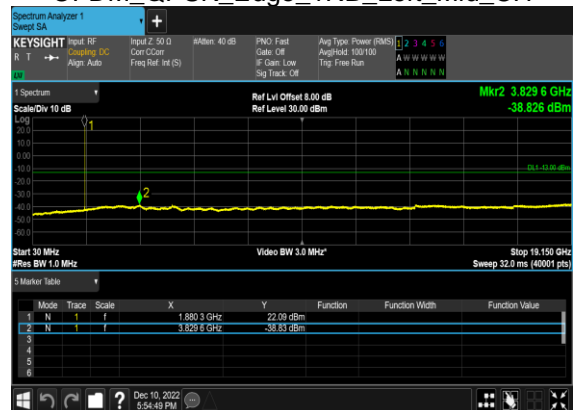 Spectrum Analyzer 1
Swept SA
+
KEYSIGHT
R T
LW
Input: RF
Coupling: DC
Align: Auto
Input Z: 50 Ω
Corr CCorr
Freq Ref: Int (S)
#Atten: 40 dB
PNO: Fast
Gate: Off
IF Gain: Low
Sig Track: Off
Avg Type: Power (RMS)
Avg|Hold: 100/100
Trig: Free Run
1 2 3 4 5 6
A W W W W W
A N N N N N
1 Spectrum
Scale/Div 10 dB
Log
Ref Lvl Offset 8.00 dB
Ref Level 30.00 dBm
Mkr2 3.829 6 GHz
-38.826 dBm
20.0
10.0
0.00
-10.0
-20.0
-30.0
-40.0
-50.0
-60.0
1
2
DL1 -13.00 dBm
Start 30 MHz
#Res BW 1.0 MHz
Video BW 3.0 MHz*
Stop 19.150 GHz
Sweep 32.0 ms (40001 pts)
5 Marker Table
Mode Trace Scale X Y Function Function Width Function Value
1 N 1 f 1.880 3 GHz 22.09 dBm
2 N 1 f 3.829 6 GHz -38.83 dBm
3
4
5
6
?
Dec 10, 2022
5:54:49 PM